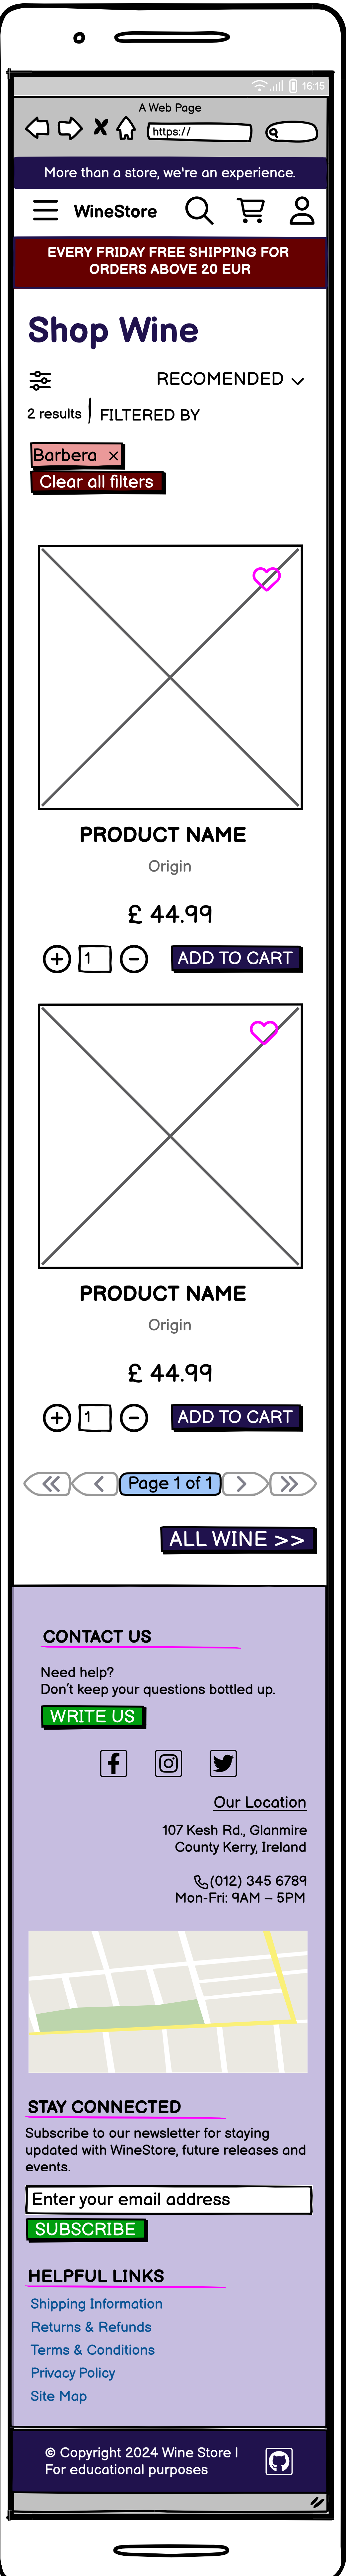 16:15
A Web Page
https://
More than a store, we're an experience.
WineStore
EVERY FRIDAY FREE SHIPPING FOR
ORDERS ABOVE 20 EUR
Shop Wine
RECOMENDED
2 results
FILTERED BY
Barbera ×
Clear all filters
PRODUCT NAME
Origin
£ 44.99
1
ADD TO CART
PRODUCT NAME
Origin
£ 44.99
1
ADD TO CART
Page 1 of 1
ALL WINE >>
CONTACT US
Need help?
Don’t keep your questions bottled up.
WRITE US
Our Location
107 Kesh Rd., Glanmire
County Kerry, Ireland
(012) 345 6789
Mon-Fri: 9AM – 5PM
STAY CONNECTED
Subscribe to our newsletter for staying
updated with WineStore, future releases and
events.
Enter your email address
SUBSCRIBE
HELPFUL LINKS
Shipping Information
Returns & Refunds
Terms & Conditions
Privacy Policy
Site Map
© Copyright 2024 Wine Store |
For educational purposes